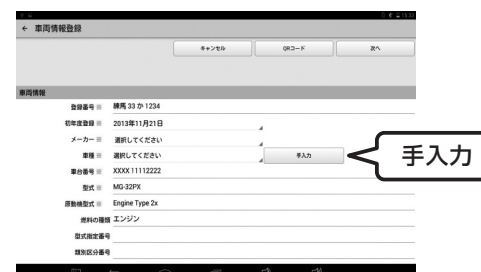 ← 車両情報登録
キャンセル QRコード 次へ
車両情報
登録番号 ※ 練馬 33 か 1234
初年度登録 ※ 2013年11月21日
メーカー ※ 選択してください
車種 ※ 選択してください 手入力
手入力
車台番号 ※ XXXX 11112222
型式 ※ MG-32PX
原動機型式 ※ Engine Type 2x
燃料の種類 エンジン
型式指定番号
類別区分番号